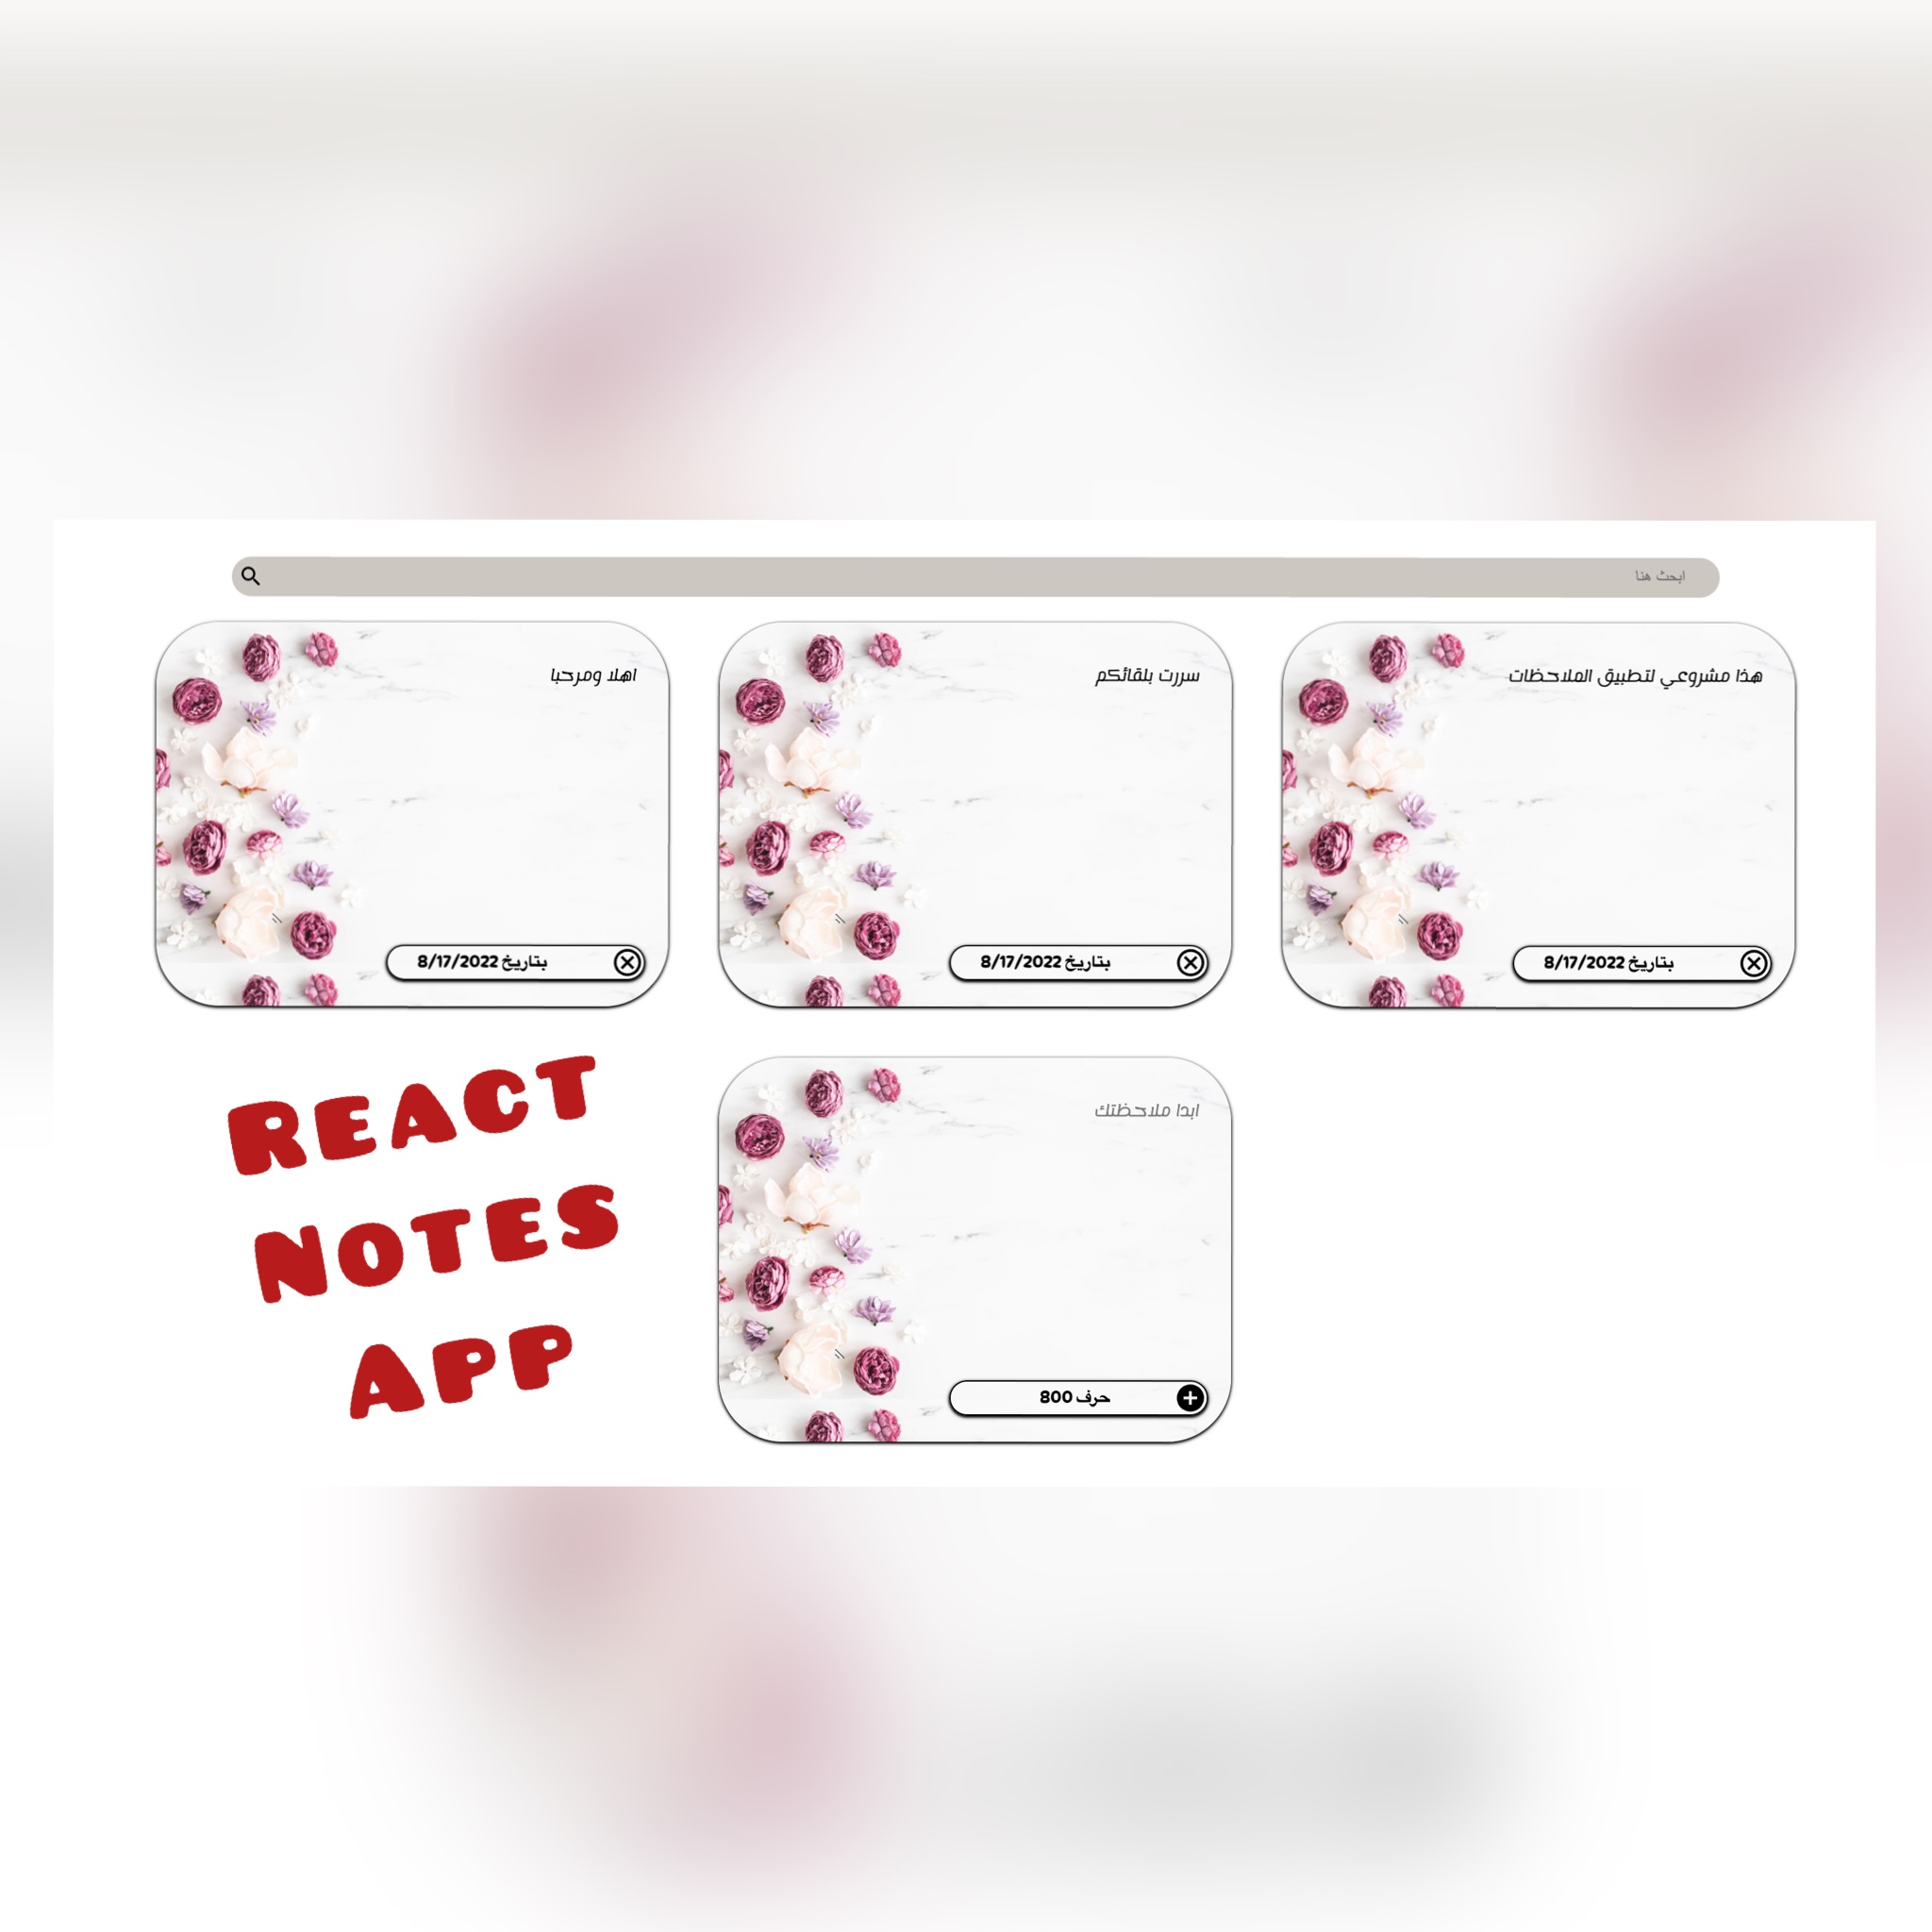 ابحث هنا
هذا مشروعي لتطبيق الملاحظات
بتاريخ 8/17/2022
سررت بلقائكم
بتاريخ 8/17/2022
اهلا ومرحبا
بتاريخ 8/17/2022
ابدا ملاحظتك
حرف 800
REACT
NOTES
APP